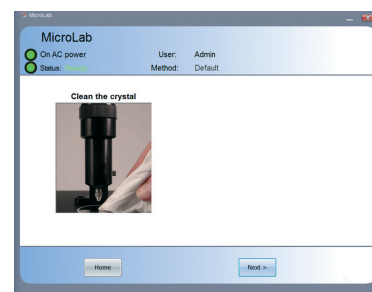 MicroLab
MicroLab
On AC power
User:
Admin
Status:
Method:
Default
Clean the crystal
Home
Next >